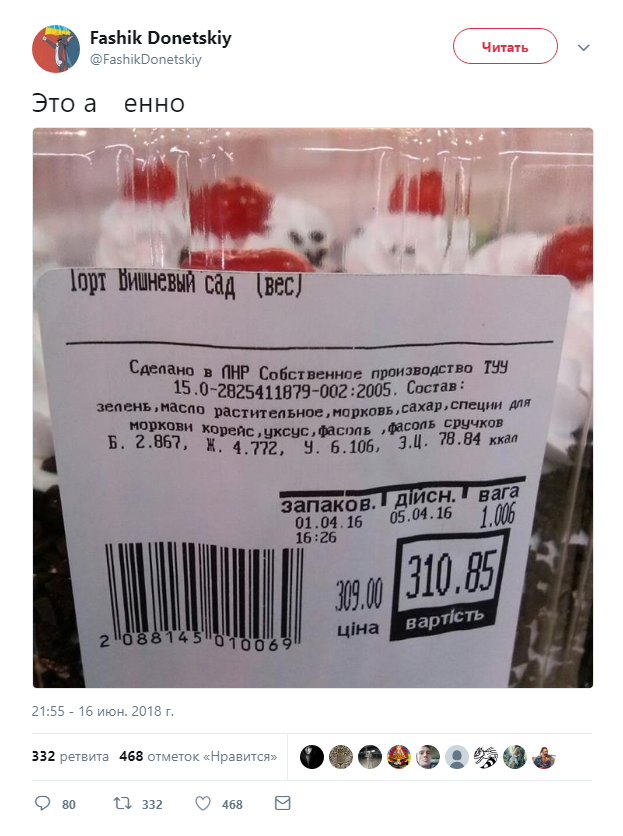 Fashik Donetskiy
@FashikDonetskiy
Читать
Это а енно
Торт Вишневый сад (вес)
Сделано в ЛНР Собственное производство ТУУ
15.0-2825411879-002:2005. Состав:
зелень,масло растительное,морковь,сахар,специи для
моркови корейс,уксус,фасоль ,фасоль сручков
Б. 2.867, Ж. 4.772, У. 6.106, Э.Ц. 78.84 ккал
запаков. дійсн. вага
01.04.16 05.04.16 1.006
16:26
309.00 310.85
ціна вартість
2 088145 010069
21:55 - 16 июн. 2018 г.
332 ретвита 468 отметок «Нравится»
80 332 468